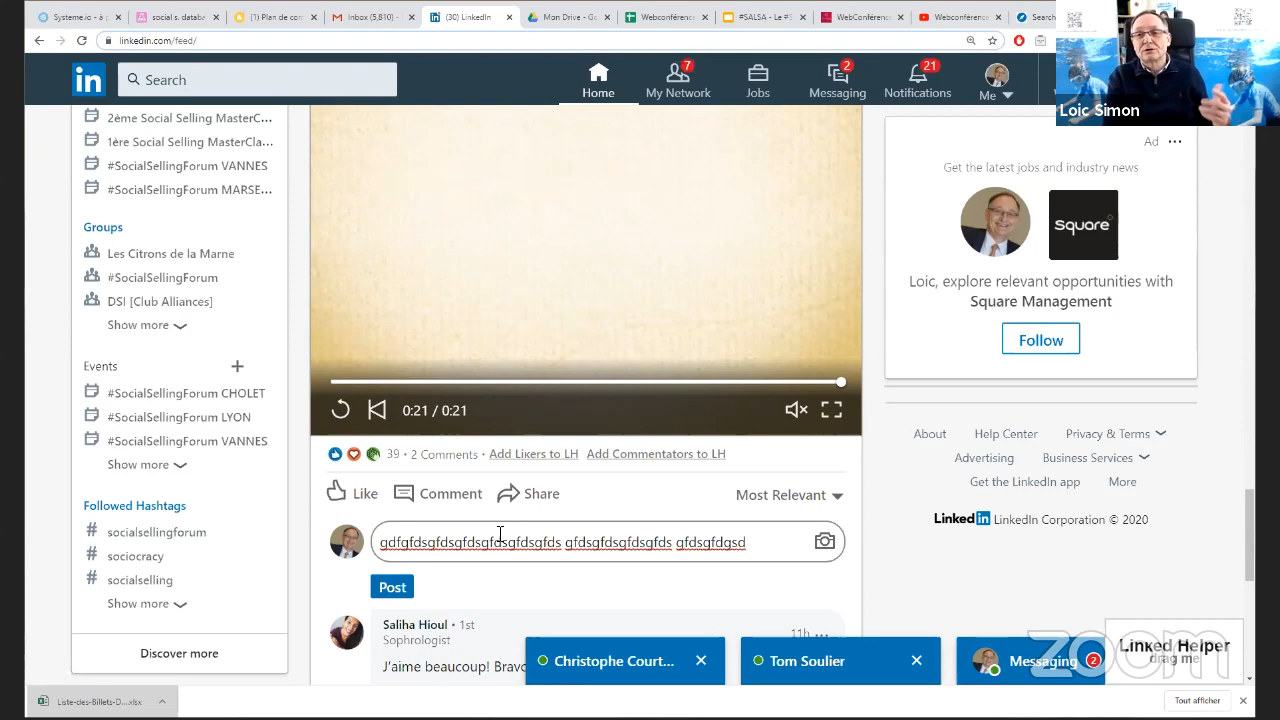 Systeme.io - à p
social s. databa
(1) Plan de com
Inbox (5,810)
(30) LinkedIn
Mon Drive - Go
Webconférence
#SALSA - Le #S
WebConférence
Webconférence
Search
linkedin.com/feed/
in
Search
Home
7
My Network
Jobs
2
Messaging
21
Notifications
Me
Loic Simon
2ème Social Selling MasterC...
1ère Social Selling MasterCla...
#SocialSellingForum VANNES
#SocialSellingForum MARSE...
Groups
Les Citrons de la Marne
#SocialSellingForum
DSI [Club Alliances]
Show more
Events
#SocialSellingForum CHOLET
#SocialSellingForum LYON
#SocialSellingForum VANNES
Show more
Followed Hashtags
# socialsellingforum
# sociocracy
# socialselling
Show more
Discover more
0:21 / 0:21
39 • 2 Comments • Add Likers to LH Add Commentators to LH
Like Comment Share
Most Relevant
gdfgfdsgfdsgfdsgfdsgfdsgfds gfdsgfdsgfdsgfds gfdsgfdgsd
Post
Saliha Hioul • 1st
Sophrologist
11h ...
J'aime beaucoup! Bravo
Ad ...
Get the latest jobs and industry news
square
Loic, explore relevant opportunities with
Square Management
Follow
About Help Center Privacy & Terms
Advertising Business Services
Get the LinkedIn app More
Linked in LinkedIn Corporation © 2020
Christophe Court...
Tom Soulier
Messaging 2
Linked Helper
drag me
zoom
Liste-des-Billets-D....xlsx
Tout afficher